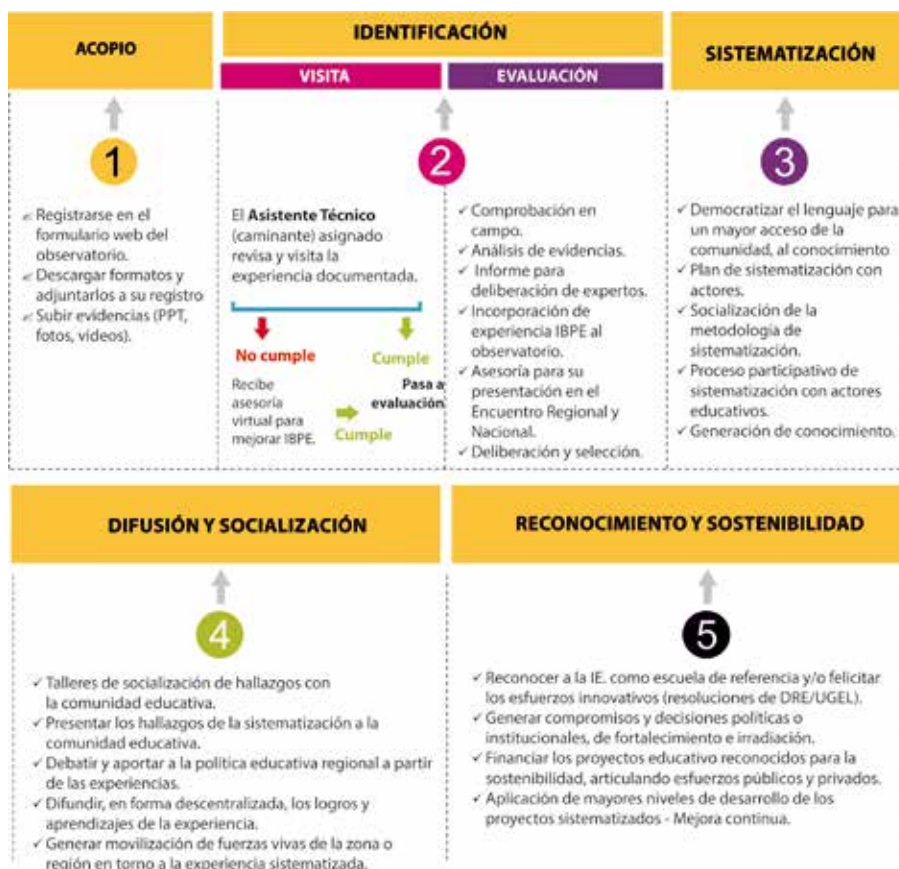 ACOPIO
IDENTIFICACIÓN
VISITA
EVALUACIÓN
SISTEMATIZACIÓN
1
Registrarse en el
formulario web del
observatorio.
Descargar formatos y
adjuntarlos a su registro
Subir evidencias (PPT,
fotos, vídeos).
2
El Asistente Técnico
(caminante) asignado
revisa y visita la
experiencia documentada.
No cumple
Recibe
asesoría
virtual para
mejorar IBPE.
Cumple
Cumple
Pasa a
evaluación
✓ Comprobación en
campo.
✓ Análisis de evidencias.
✓ Informe para
deliberación de expertos.
✓ Incorporación de
experiencia IBPE al
observatorio.
✓ Asesoría para su
presentación en el
Encuentro Regional y
Nacional.
✓ Deliberación y selección.
3
✓ Democratizar el lenguaje para
un mayor acceso de la
comunidad, al conocimiento
✓ Plan de sistematización con
actores.
✓ Socialización de la
metodología de
sistematización.
✓ Proceso participativo de
sistematización con actores
educativos.
✓ Generación de conocimiento.
DIFUSIÓN Y SOCIALIZACIÓN
4
✓ Talleres de socialización de hallazgos con
la comunidad educativa.
✓ Presentar los hallazgos de la sistematización a la
comunidad educativa.
✓ Debatir y aportar a la política educativa regional a partir
de las experiencias.
✓ Difundir, en forma descentralizada, los logros y
aprendizajes de la experiencia.
✓ Generar movilización de fuerzas vivas de la zona o
región en torno a la experiencia sistematizada.
RECONOCIMIENTO Y SOSTENIBILIDAD
5
✓ Reconocer a la IE. como escuela de referencia y/o felicitar
los esfuerzos innovativos (resoluciones de DRE/UGEL).
✓ Generar compromisos y decisiones políticas o
institucionales, de fortalecimiento e irradiación.
✓ Financiar los proyectos educativo reconocidos para la
sostenibilidad, articulando esfuerzos públicos y privados.
✓ Aplicación de mayores niveles de desarrollo de los
proyectos sistematizados - Mejora continua.